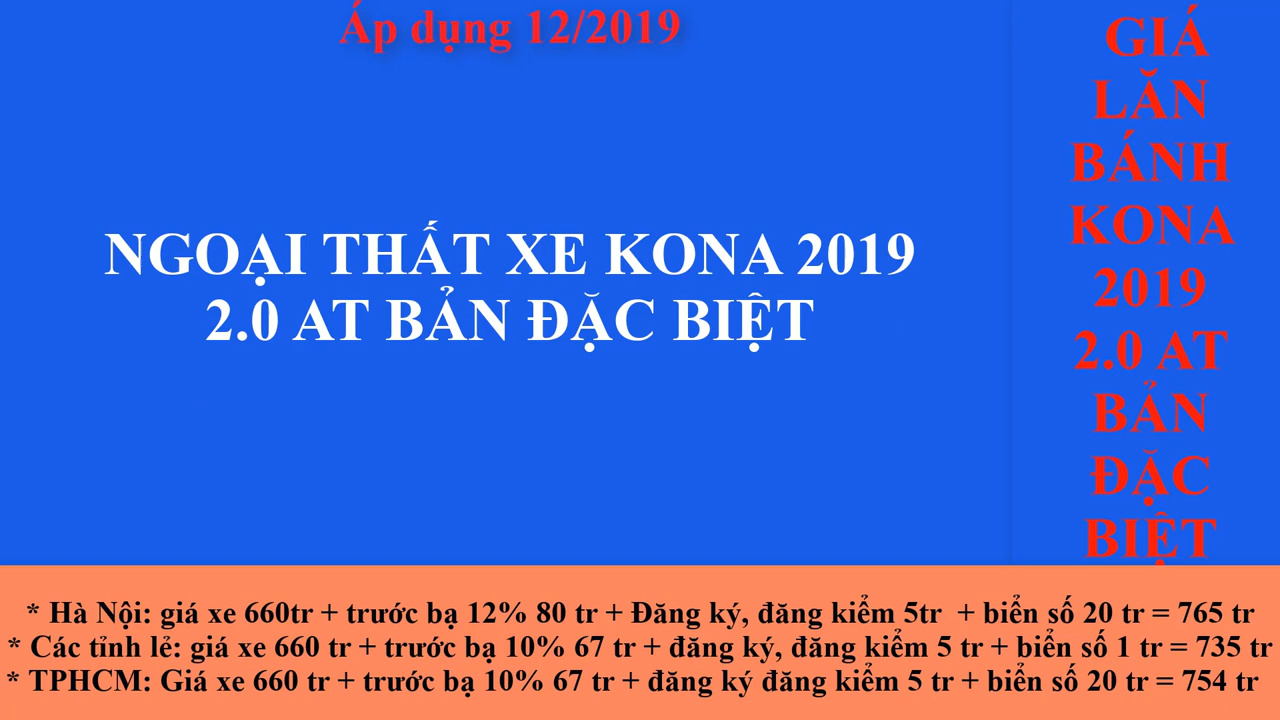 Áp dụng 12/2019
NGOẠI THẤT XE KONA 2019
2.0 AT BẢN ĐẶC BIỆT
GIÁ
LĂN
BÁNH
KONA
2019
2.0 AT
BẢN
ĐẶC
BIỆT
* Hà Nội: giá xe 660tr + trước bạ 12% 80 tr + Đăng ký, đăng kiểm 5tr + biển số 20 tr = 765 tr
* Các tỉnh lẻ: giá xe 660 tr + trước bạ 10% 67 tr + đăng ký, đăng kiểm 5 tr + biển số 1 tr = 735 tr
* TPHCM: Giá xe 660 tr + trước bạ 10% 67 tr + đăng ký đăng kiểm 5 tr + biển số 20 tr = 754 tr